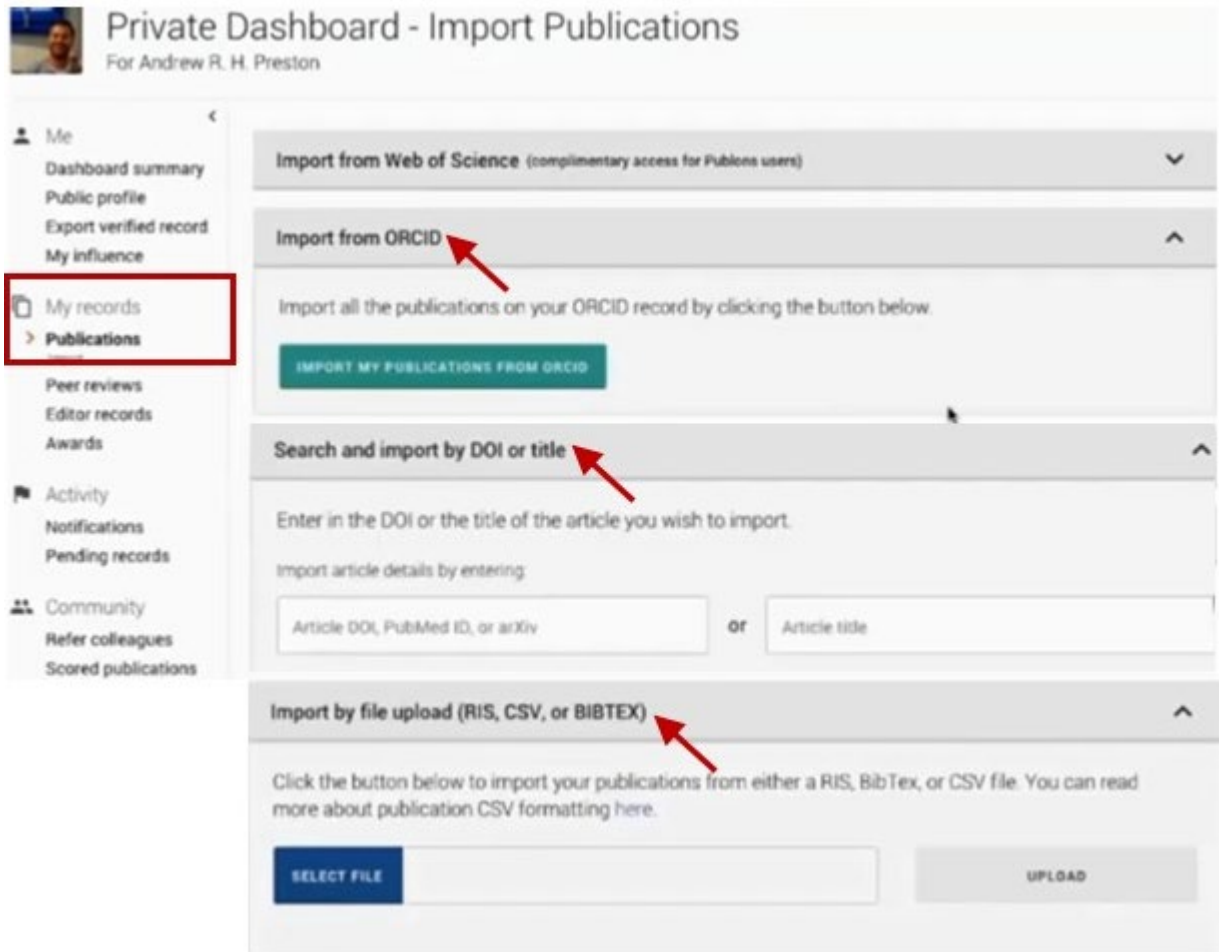 Private Dashboard - Import Publications
For Andrew R. H. Preston
Me
Dashboard summary
Public profile
Export verified record
My influence
My records
Publications
Peer reviews
Editor records
Awards
Activity
Notifications
Pending records
Community
Refer colleagues
Scored publications
Import from Web of Science (complimentary access for Publons users)
Import from ORCID
Import all the publications on your ORCID record by clicking the button below.
IMPORT MY PUBLICATIONS FROM ORCID
Search and import by DOI or title
Enter in the DOI or the title of the article you wish to import.
Import article details by entering:
Article DOI, PubMed ID, or arXiv or Article title
Import by file upload (RIS, CSV, or BIBTEX)
Click the button below to import your publications from either a RIS, BibTex, or CSV file. You can read
more about publication CSV formatting here.
SELECT FILE UPLOAD